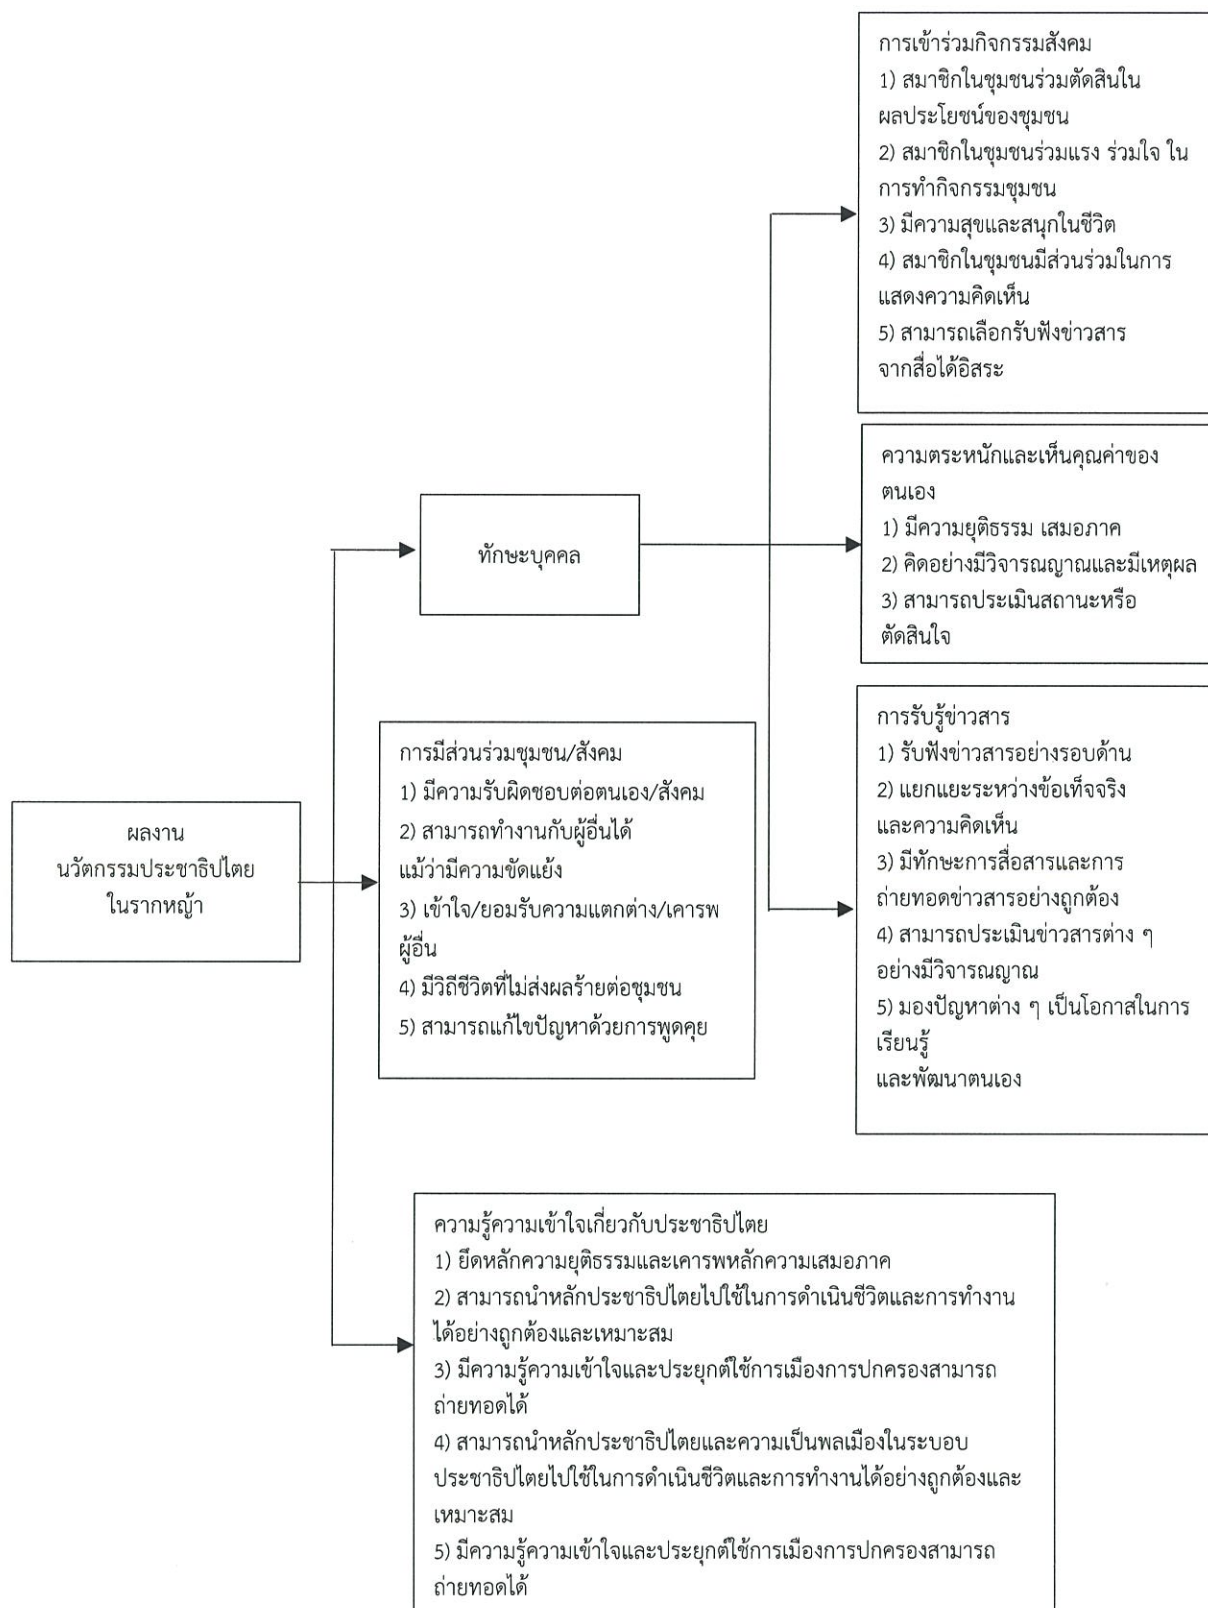 การเข้าร่วมกิจกรรมสังคม
1) สมาชิกในชุมชนร่วมตัดสินใน
ผลประโยชน์ของชุมชน
2) สมาชิกในชุมชนร่วมแรง ร่วมใจ ใน
การทำกิจกรรมชุมชน
3) มีความสุขและสนุกในชีวิต
4) สมาชิกในชุมชนมีส่วนร่วมในการ
แสดงความคิดเห็น
5) สามารถเลือกรับฟังข่าวสาร
จากสื่อได้อิสระ
ความตระหนักและเห็นคุณค่าของ
ตนเอง
1) มีความยุติธรรม เสมอภาค
2) คิดอย่างมีวิจารณญาณและมีเหตุผล
3) สามารถประเมินสถานะหรือ
ตัดสินใจ
ทักษะบุคคล
การรับรู้ข่าวสาร
1) รับฟังข่าวสารอย่างรอบด้าน
2) แยกแยะระหว่างข้อเท็จจริง
และความคิดเห็น
3) มีทักษะการสื่อสารและการ
ถ่ายทอดข่าวสารอย่างถูกต้อง
4) สามารถประเมินข่าวสารต่าง ๆ
อย่างมีวิจารณญาณ
5) มองปัญหาต่าง ๆ เป็นโอกาสในการ
เรียนรู้
และพัฒนาตนเอง
การมีส่วนร่วมชุมชน/สังคม
1) มีความรับผิดชอบต่อตนเอง/สังคม
2) สามารถทำงานกับผู้อื่นได้
แม้ว่ามีความขัดแย้ง
3) เข้าใจ/ยอมรับความแตกต่าง/เคารพ
ผู้อื่น
4) มีวิถีชีวิตที่ไม่ส่งผลร้ายต่อชุมชน
5) สามารถแก้ไขปัญหาด้วยการพูดคุย
ผลงาน
นวัตกรรมประชาธิปไตย
ในรากหญ้า
ความรู้ความเข้าใจเกี่ยวกับประชาธิปไตย
1) ยึดหลักความยุติธรรมและเคารพหลักความเสมอภาค
2) สามารถนำหลักประชาธิปไตยไปใช้ในการดำเนินชีวิตและการทำงาน
ได้อย่างถูกต้องและเหมาะสม
3) มีความรู้ความเข้าใจและประยุกต์ใช้การเมืองการปกครองสามารถ
ถ่ายทอดได้
4) สามารถนำหลักประชาธิปไตยและความเป็นพลเมืองในระบอบ
ประชาธิปไตยไปใช้ในการดำเนินชีวิตและการทำงานได้อย่างถูกต้องและ
เหมาะสม
5) มีความรู้ความเข้าใจและประยุกต์ใช้การเมืองการปกครองสามารถ
ถ่ายทอดได้